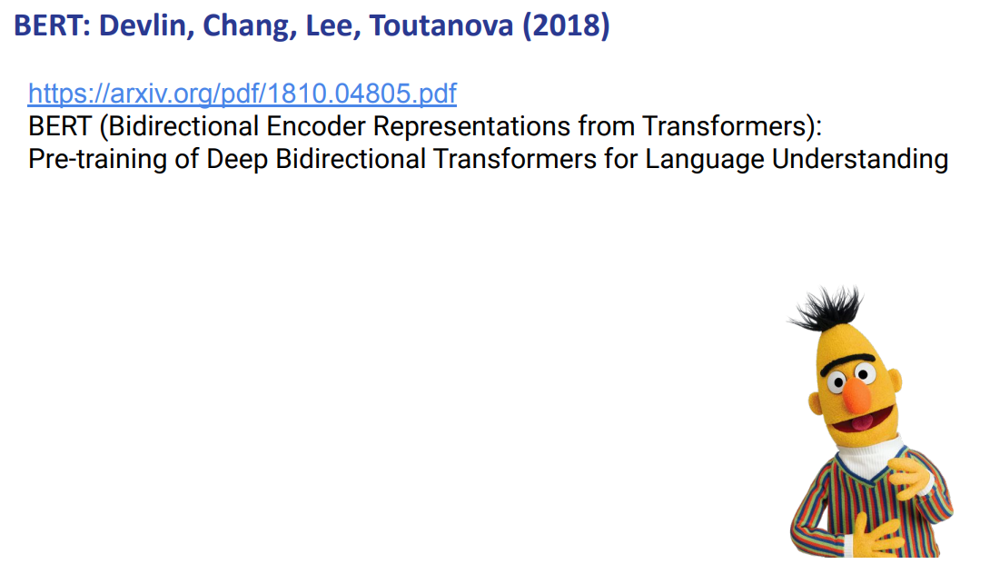 BERT: Devlin, Chang, Lee, Toutanova (2018)
https://arxiv.org/pdf/1810.04805.pdf
BERT (Bidirectional Encoder Representations from Transformers):
Pre-training of Deep Bidirectional Transformers for Language Understanding